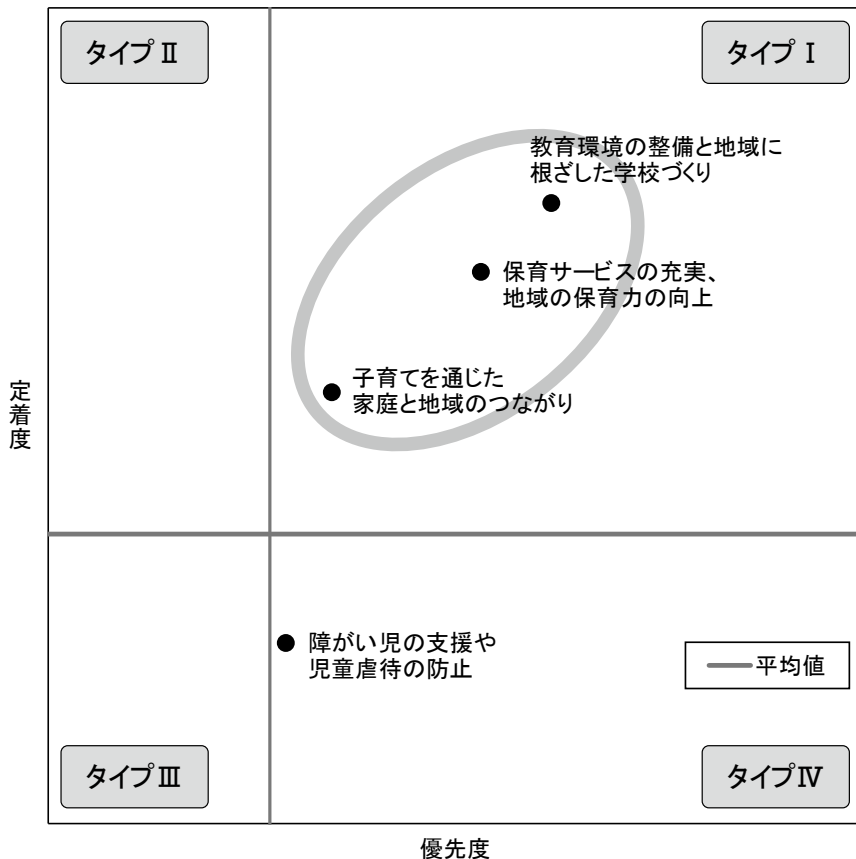 タイプⅡ
タイプⅠ
教育環境の整備と地域に
根ざした学校づくり
保育サービスの充実、
地域の保育力の向上
子育てを通じた
家庭と地域のつながり
定着度
障がい児の支援や
児童虐待の防止
平均値
タイプⅢ
タイプⅣ
優先度